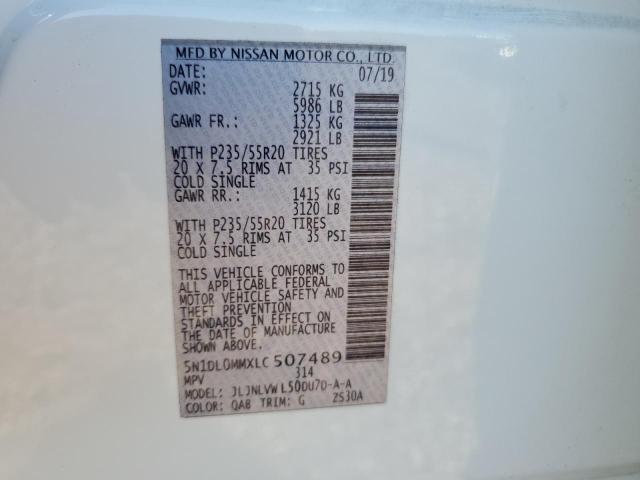 MFD BY NISSAN MOTOR CO., LTD.
DATE: 07/19
GVWR: 2715 KG
5986 LB
GAWR FR.: 1325 KG
2921 LB
WITH P235/55R20 TIRES
20 X 7.5 RIMS AT 35 PSI
COLD SINGLE
GAWR RR.: 1415 KG
3120 LB
WITH P235/55R20 TIRES
20 X 7.5 RIMS AT 35 PSI
COLD SINGLE
THIS VEHICLE CONFORMS TO
ALL APPLICABLE FEDERAL
MOTOR VEHICLE SAFETY AND
THEFT PREVENTION
STANDARDS IN EFFECT ON
THE DATE OF MANUFACTURE
SHOWN ABOVE.
5N1DL0MMXLC 507489
MPV 314
MODEL: JLJNLVWL50DU7D-A-A
COLOR: QAB TRIM: G ZS30A